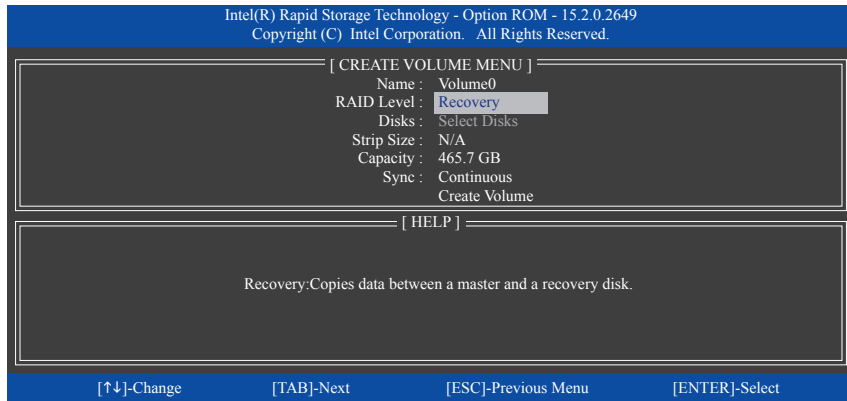 Intel(R) Rapid Storage Technology - Option ROM - 15.2.0.2649
Copyright (C) Intel Corporation. All Rights Reserved.
[ CREATE VOLUME MENU ]
Name : Volume0
RAID Level : Recovery
Disks : Select Disks
Strip Size : N/A
Capacity : 465.7 GB
Sync : Continuous
Create Volume
[ HELP ]
Recovery:Copies data between a master and a recovery disk.
[↑↓]-Change [TAB]-Next [ESC]-Previous Menu [ENTER]-Select